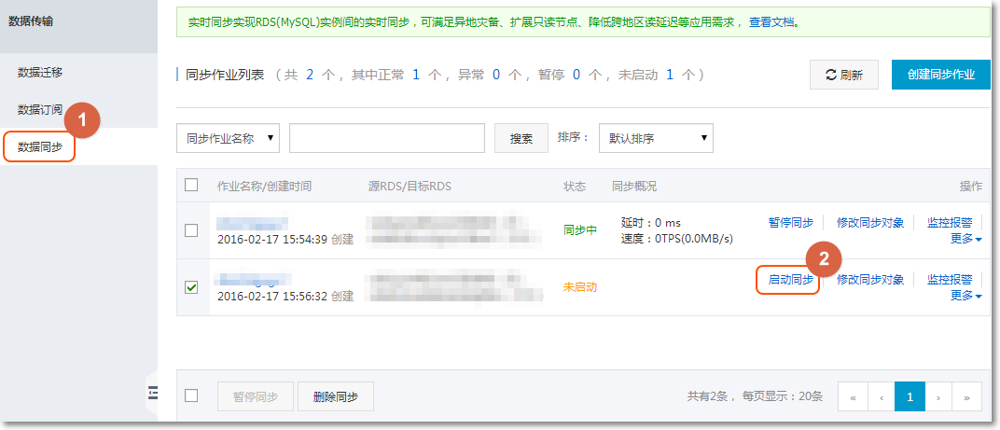 数据传输
数据迁移
数据订阅
1
数据同步
实时同步实现RDS(MySQL)实例间的实时同步，可满足异地灾备、扩展只读节点、降低跨地区读延迟等应用需求， 查看文档。
同步作业列表 （ 共 2 个，其中正常 1 个，异常 0 个，暂停 0 个，未启动 1 个 ）
刷新
创建同步作业
同步作业名称
搜索
排序：
默认排序
作业名称/创建时间 源RDS/目标RDS 状态 同步概况 操作
2016-02-17 15:54:39 创建
同步中
延时：0 ms
速度：0TPS(0.0MB/s)
暂停同步 修改同步对象 监控报警
更多
2
2016-02-17 15:56:32 创建
未启动
启动同步 修改同步对象 监控报警
更多
暂停同步 删除同步
共有2条， 每页显示：20条
« ‹ 1 › »